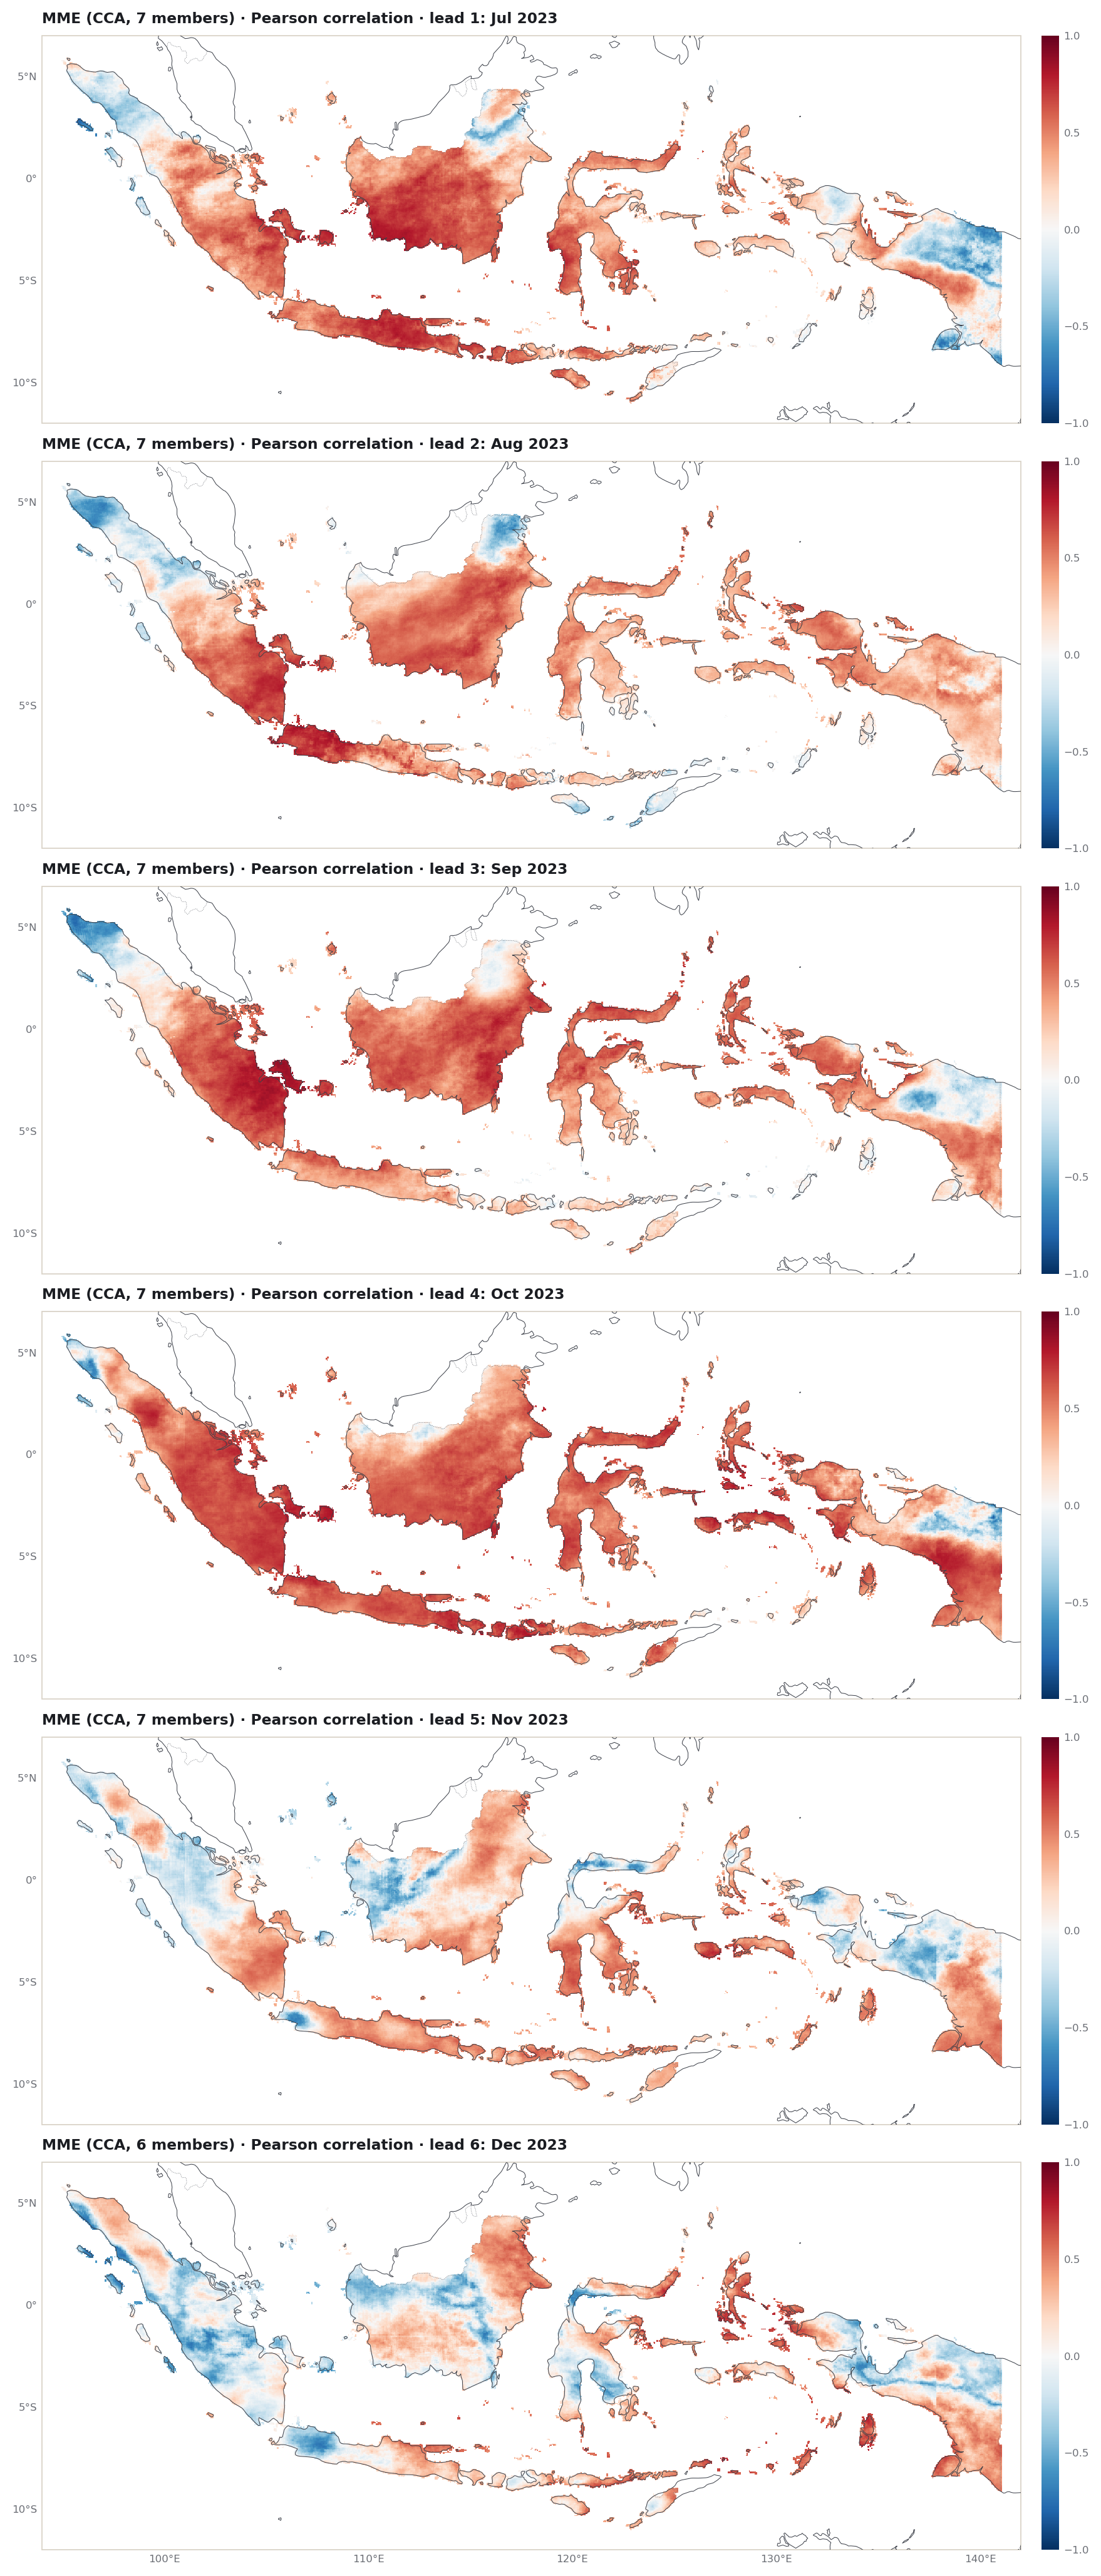 MME (CCA, 7 members) · Pearson correlation · lead 1: Jul 2023
5°N
0°
5°S
10°S
1.0
0.5
0.0
−0.5
−1.0
MME (CCA, 7 members) · Pearson correlation · lead 2: Aug 2023
5°N
0°
5°S
10°S
1.0
0.5
0.0
−0.5
−1.0
MME (CCA, 7 members) · Pearson correlation · lead 3: Sep 2023
5°N
0°
5°S
10°S
1.0
0.5
0.0
−0.5
−1.0
MME (CCA, 7 members) · Pearson correlation · lead 4: Oct 2023
5°N
0°
5°S
10°S
1.0
0.5
0.0
−0.5
−1.0
MME (CCA, 7 members) · Pearson correlation · lead 5: Nov 2023
5°N
0°
5°S
10°S
1.0
0.5
0.0
−0.5
−1.0
MME (CCA, 6 members) · Pearson correlation · lead 6: Dec 2023
5°N
0°
5°S
10°S
1.0
0.5
0.0
−0.5
−1.0
100°E 110°E 120°E 130°E 140°E